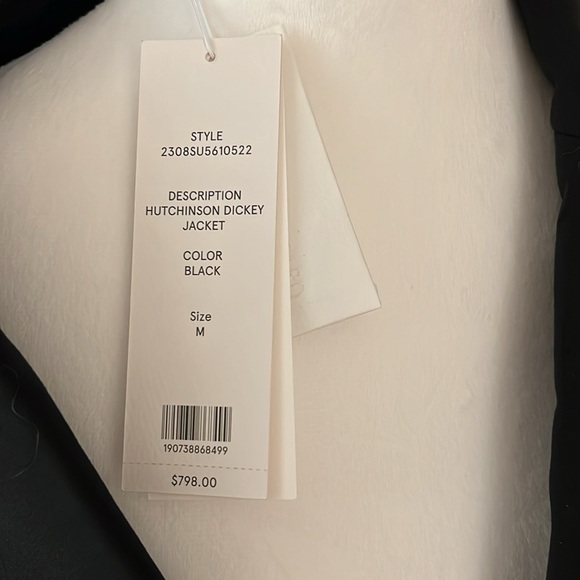 STYLE
2308SU5610522
DESCRIPTION
HUTCHINSON DICKEY
JACKET
COLOR
BLACK
Size
M
190738868499
$798.00